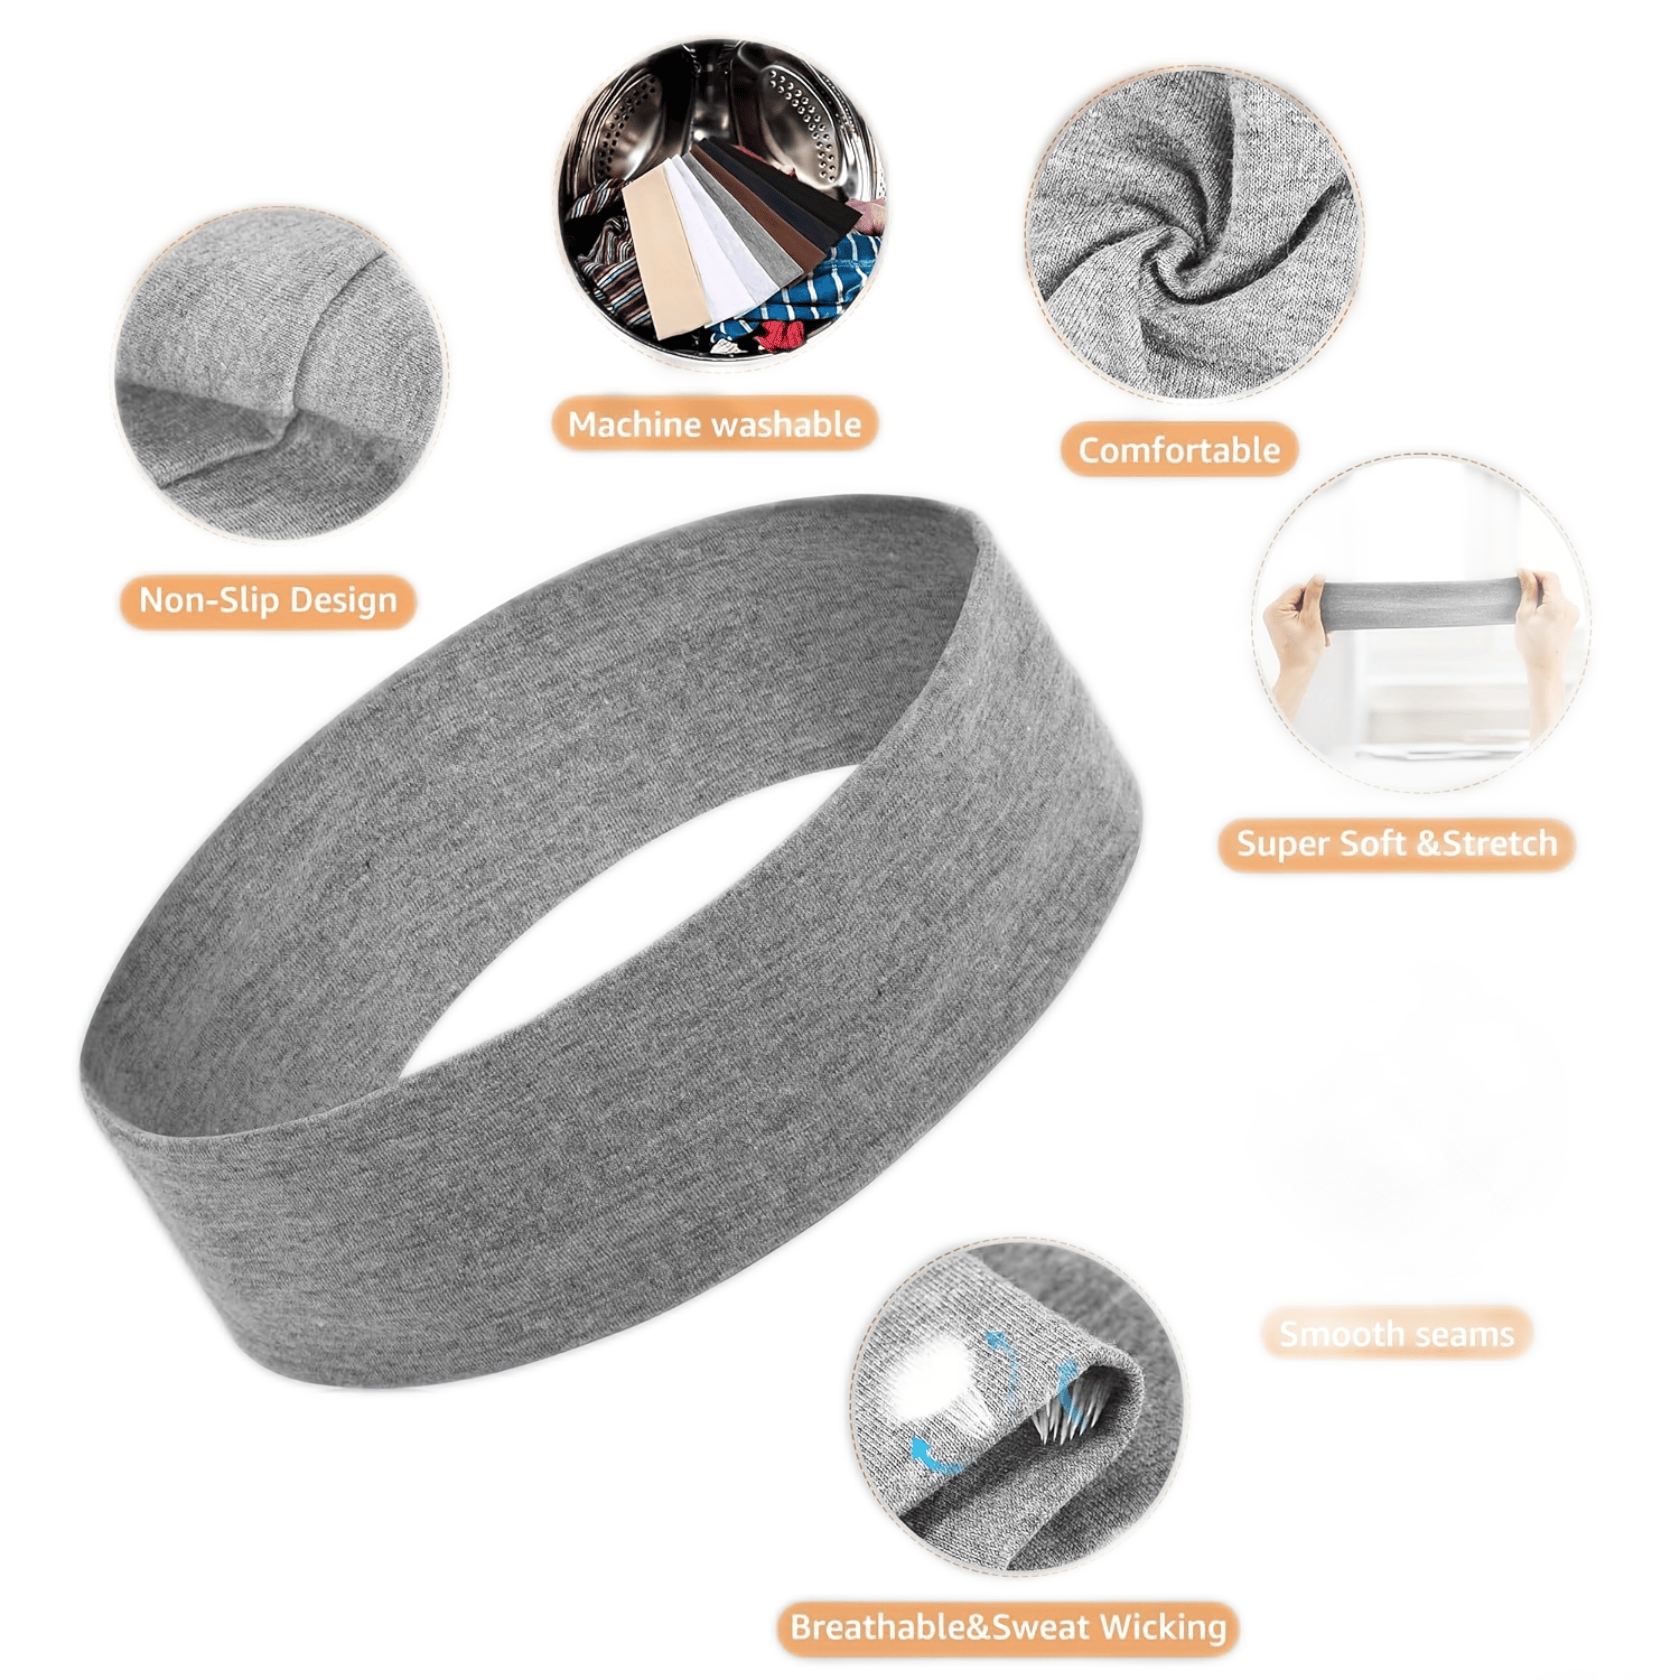 Machine washable
Comfortable
Non-Slip Design
Super Soft &Stretch
Smooth seams
Breathable&Sweat Wicking